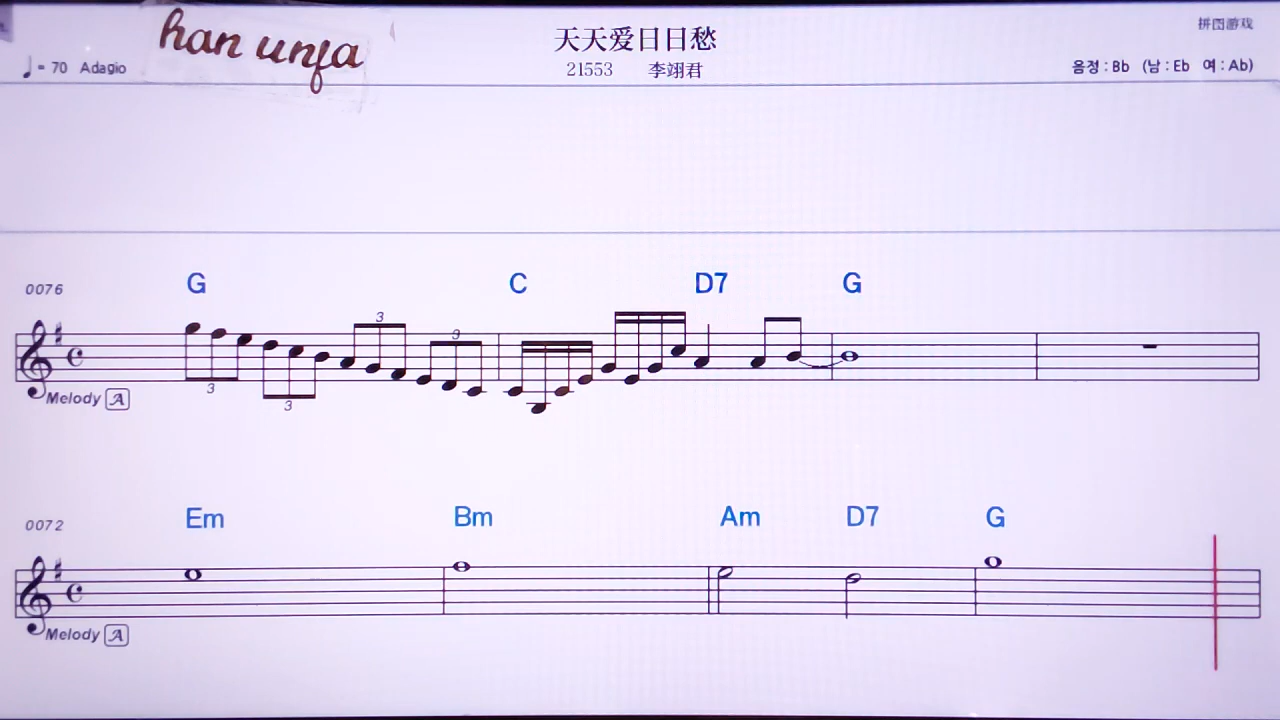 han unfa
天天爱日日愁
拼图游戏
= 70 Adagio
21553 李翊君
음정 : Bb (남 : Eb 여 : Ab)
G C D7 G
0076
3 3
3 3
Melody A
Em Bm Am D7 G
0072
Melody A